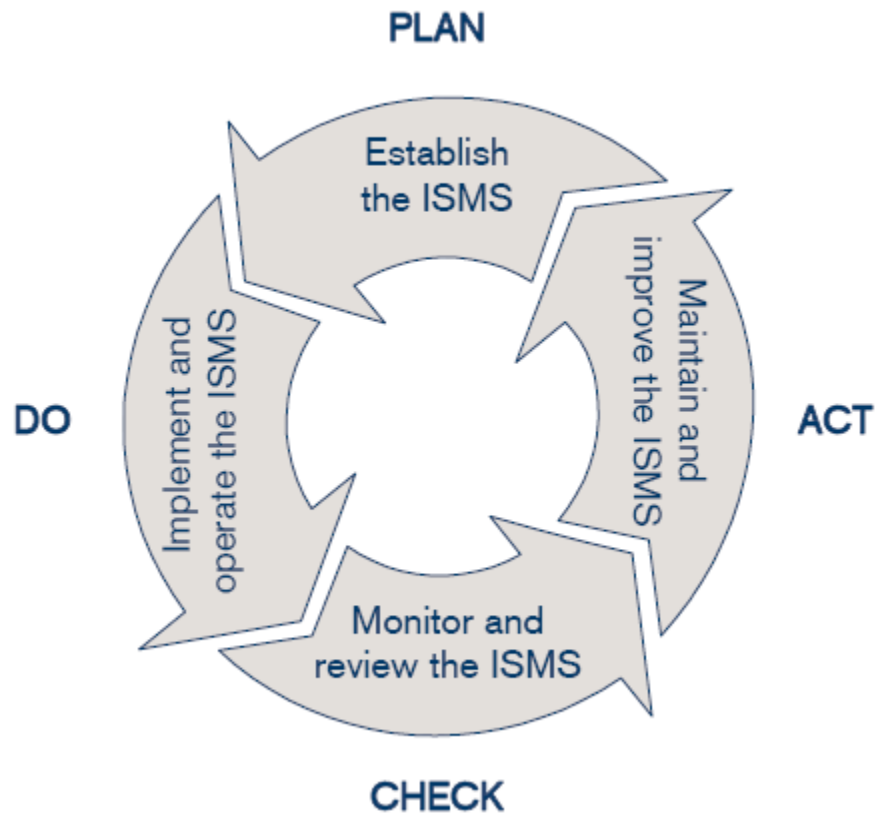 PLAN
Establish
the ISMS
DO
Implement and
operate the ISMS
Maintain and
improve the ISMS
ACT
Monitor and
review the ISMS
CHECK